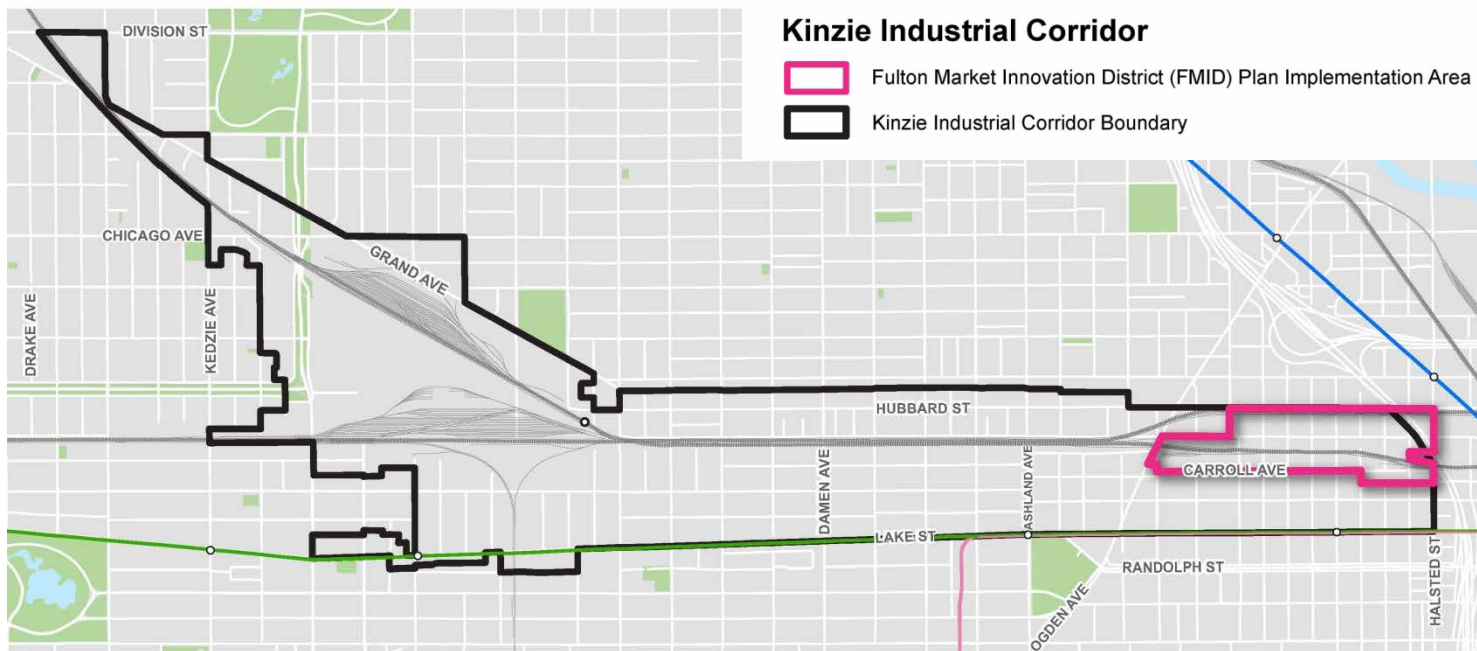 Kinzie Industrial Corridor
Fulton Market Innovation District (FMID) Plan Implementation Area
Kinzie Industrial Corridor Boundary
DIVISION ST
CHICAGO AVE
GRAND AVE
DRAKE AVE
KEDZIE AVE
HUBBARD ST
DAMEN AVE
ASHLAND AVE
CARROLL AVE
LAKE ST
RANDOLPH ST
OGDEN AVE
HALSTED ST